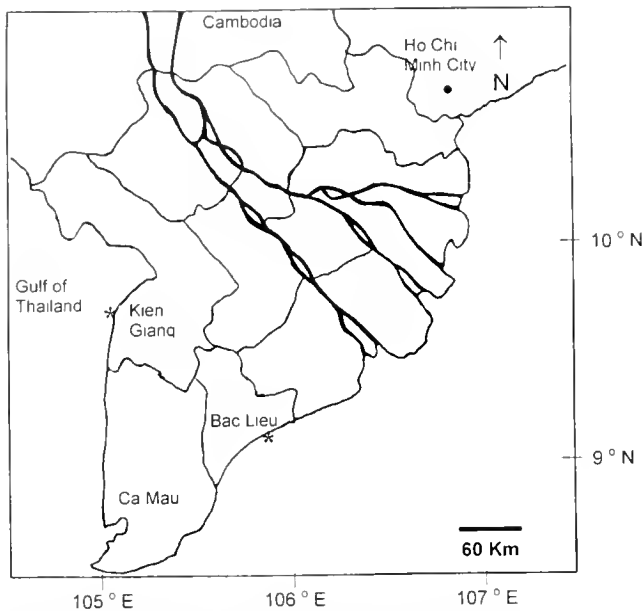 Cambodia
Ho Chi
Minh City
N
10 ° N
Gulf of
Thailand
*
Kien
Giang
Bac Lieu
*
9 ° N
Ca Mau
60 Km
105 ° E
106 ° E
107 ° E